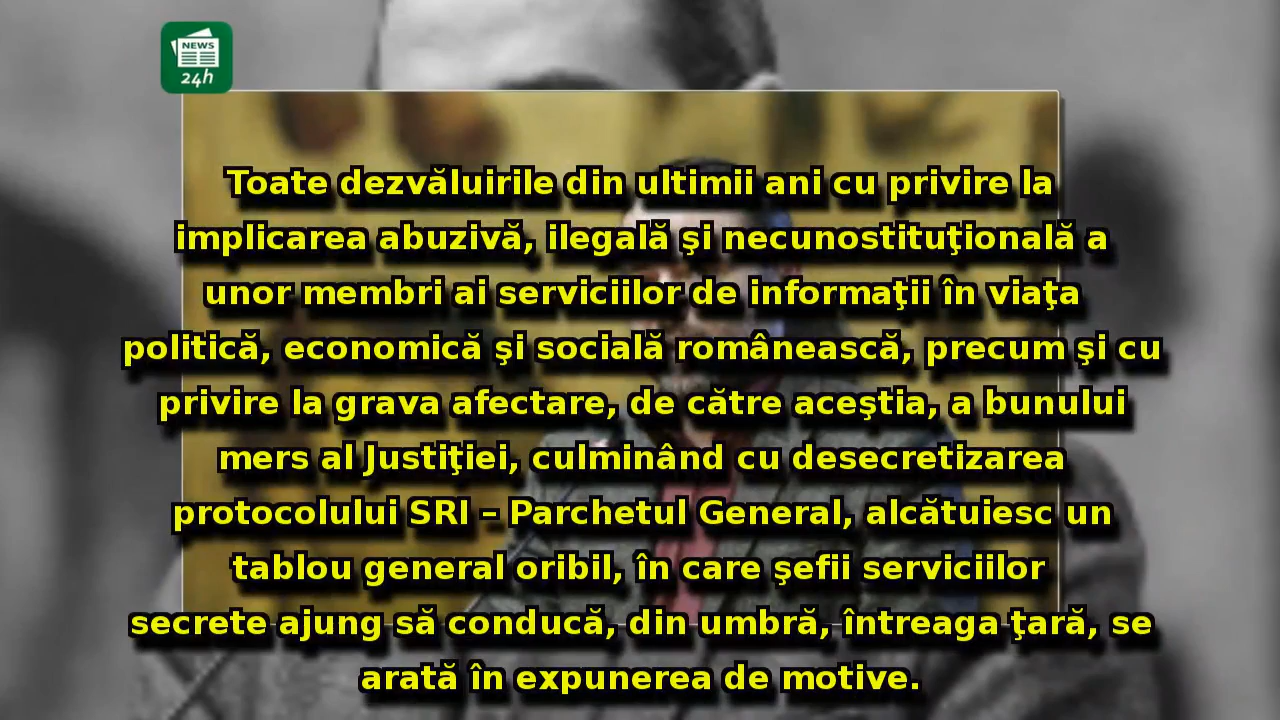 NEWS
24h
Toate dezvăluirile din ultimii ani cu privire la
implicarea abuzivă, ilegală şi necunostituţională a
unor membri ai serviciilor de informaţii în viaţa
politică, economică şi socială românească, precum şi cu
privire la grava afectare, de către aceştia, a bunului
mers al Justiţiei, culminând cu desecretizarea
protocolului SRI – Parchetul General, alcătuiesc un
tablou general oribil, în care şefii serviciilor
secrete ajung să conducă, din umbră, întreaga ţară, se
arată în expunerea de motive.